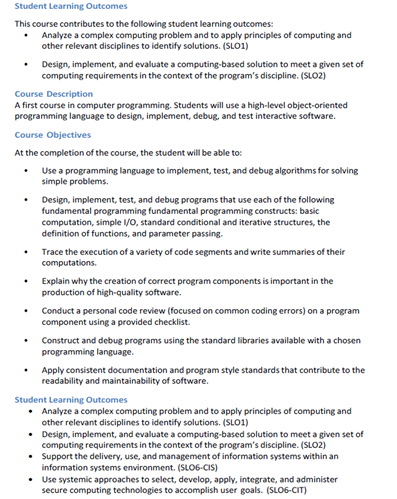 Student Learning Outcomes
This course contributes to the following student learning outcomes:
• Analyze a complex computing problem and to apply principles of computing and
other relevant disciplines to identify solutions. (SLO1)
• Design, implement, and evaluate a computing-based solution to meet a given set of
computing requirements in the context of the program's discipline. (SLO2)
Course Description
A first course in computer programming. Students will use a high-level object-oriented
programming language to design, implement, debug, and test interactive software.
Course Objectives
At the completion of the course, the student will be able to:
• Use a programming language to implement, test, and debug algorithms for solving
simple problems.
• Design, implement, test, and debug programs that use each of the following
fundamental programming fundamental programming constructs: basic
computation, simple I/O, standard conditional and iterative structures, the
definition of functions, and parameter passing.
• Trace the execution of a variety of code segments and write summaries of their
computations.
• Explain why the creation of correct program components is important in the
production of high-quality software.
• Conduct a personal code review (focused on common coding errors) on a program
component using a provided checklist.
• Construct and debug programs using the standard libraries available with a chosen
programming language.
• Apply consistent documentation and program style standards that contribute to the
readability and maintainability of software.
Student Learning Outcomes
• Analyze a complex computing problem and to apply principles of computing and
other relevant disciplines to identify solutions. (SLO1)
• Design, implement, and evaluate a computing-based solution to meet a given set of
computing requirements in the context of the program's discipline. (SLO2)
• Support the delivery, use, and management of information systems within an
information systems environment. (SLO6-CIS)
• Use systemic approaches to select, develop, apply, integrate, and administer
secure computing technologies to accomplish user goals. (SLO6-CIT)